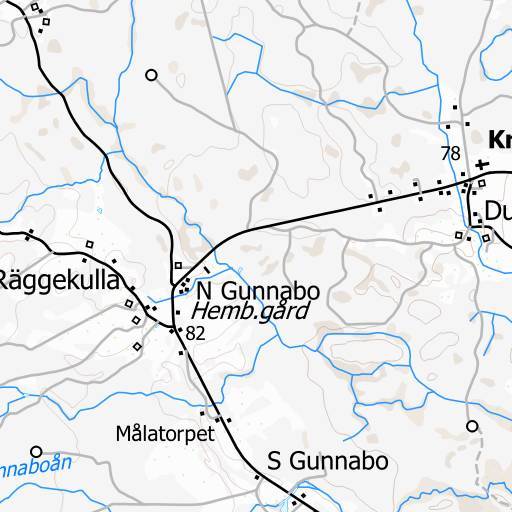 Kr
78
Du
Räggekulla
N Gunnabo
Hemb.gård
82
Målatorpet
S Gunnabo
nnaboån